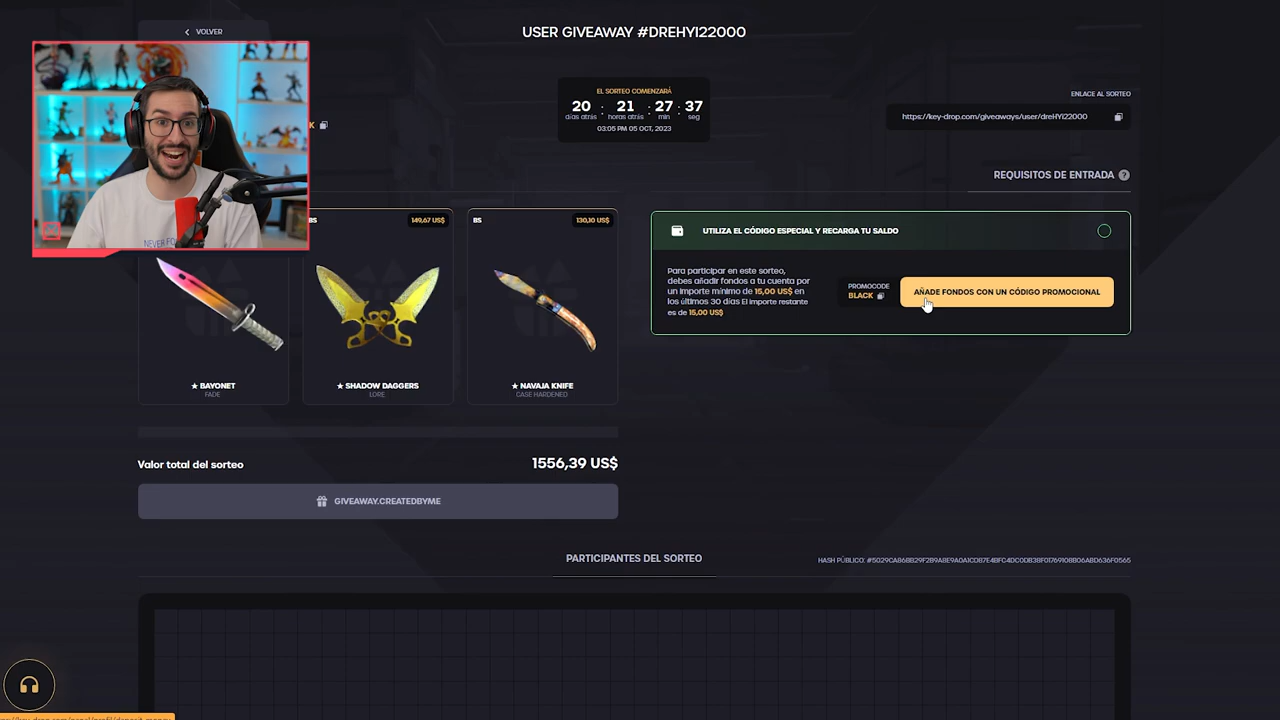 VOLVER
USER GIVEAWAY #DREHYI22000
EL SORTEO COMENZARÁ
20 : 21 : 27 : 37
días atrás horas atrás min seg
03:05 PM 05 OCT, 2023
ENLACE AL SORTEO
https://key-drop.com/giveaways/user/dreHYI22000
K
REQUISITOS DE ENTRADA ?
NEVER
BS 149,67 US$
BS 130,10 US$
★ BAYONET
FADE
★ SHADOW DAGGERS
LORE
★ NAVAJA KNIFE
CASE HARDENED
UTILIZA EL CÓDIGO ESPECIAL Y RECARGA TU SALDO
Para participar en este sorteo,
debes añadir fondos a tu cuenta por
un importe mínimo de 15,00 US$ en
los últimos 30 días El importe restante
es de 15,00 US$
PROMOCODE
BLACK
AÑADE FONDOS CON UN CÓDIGO PROMOCIONAL
Valor total del sorteo 1556,39 US$
GIVEAWAY.CREATEDBYME
PARTICIPANTES DEL SORTEO
HASH PÚBLICO: